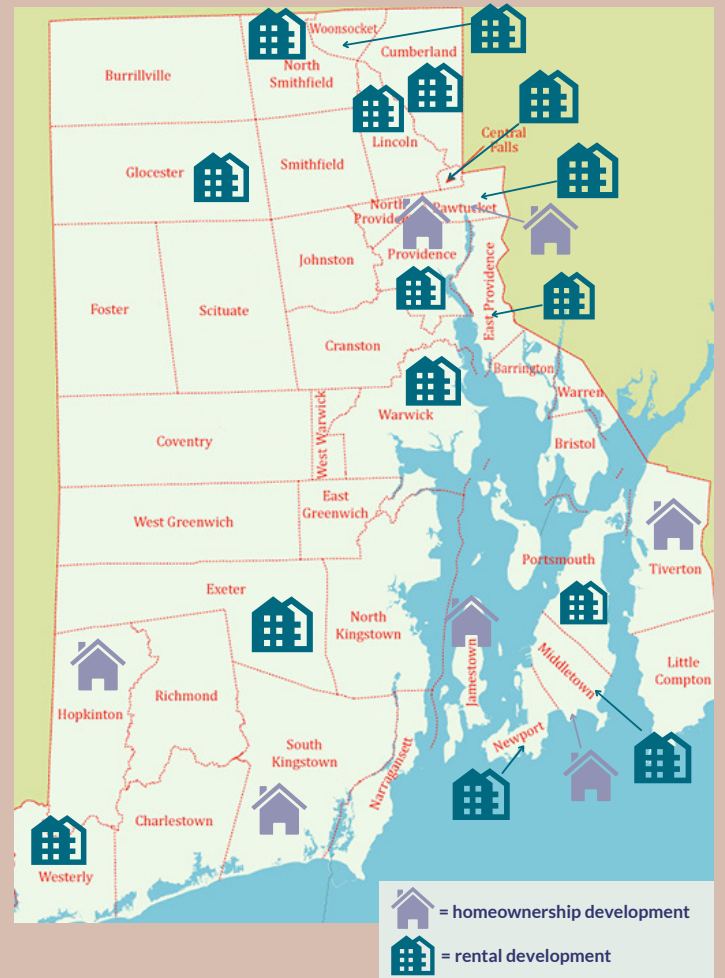 Woonsocket
Cumberland
Burrillville
North
Smithfield
Central
Falls
Lincoln
Glocester
Smithfield
North
Providence
Pawtucket
Johnston
Providence
East Providence
Foster
Scituate
Cranston
Barrington
Warren
Warwick
West Warwick
Coventry
Bristol
East
Greenwich
West Greenwich
Portsmouth
Tiverton
Exeter
North
Kingstown
Jamestown
Middletown
Little
Compton
Hopkinton
Richmond
South
Kingstown
Newport
Narragansett
Charlestown
Westerly
= homeownership development
= rental development